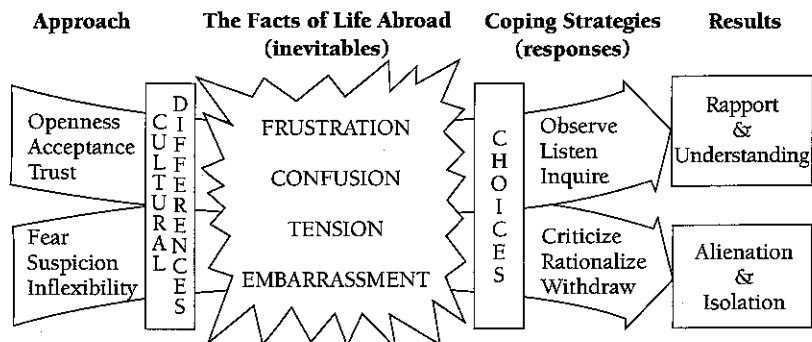 Approach
The Facts of Life Abroad
(inevitables)
Coping Strategies
(responses)
Results
Openness
Acceptance
Trust
Fear
Suspicion
Inflexibility
CULTURAL
DIFFERENCES
FRUSTRATION
CONFUSION
TENSION
EMBARRASSMENT
CHOICES
Observe
Listen
Inquire
Criticize
Rationalize
Withdraw
Rapport
&
Understanding
Alienation
&
Isolation